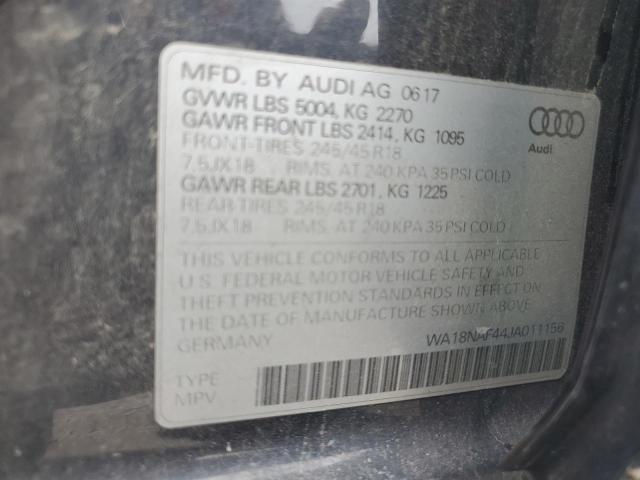 MFD. BY AUDI AG 0617
GVWR LBS 5004, KG 2270
GAWR FRONT LBS 2414, KG 1095
FRONT-TIRES 245/45 R18
7.5JX18 RIMS, AT 240 KPA 35 PSI COLD
GAWR REAR LBS 2701, KG 1225
REAR-TIRES 245/45 R18
7.5JX18 RIMS, AT 240 KPA 35 PSI COLD
Audi
THIS VEHICLE CONFORMS TO ALL APPLICABLE
U.S. FEDERAL MOTOR VEHICLE SAFETY AND
THEFT PREVENTION STANDARDS IN EFFECT ON
THE DATE OF MANUFACTURE SHOWN ABOVE
GERMANY WA18NAF44JA011156
TYPE
MPV